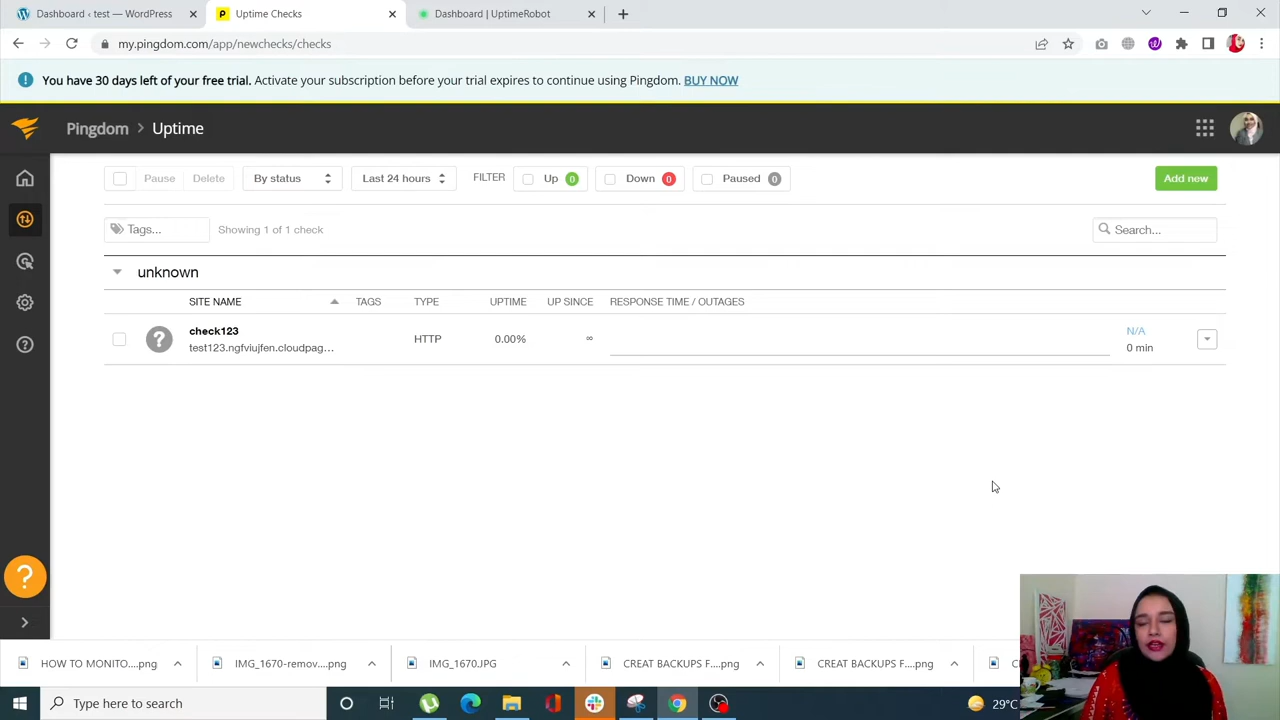 Dashboard ‹ test — WordPress
Uptime Checks
Dashboard | UptimeRobot
my.pingdom.com/app/newchecks/checks
You have 30 days left of your free trial. Activate your subscription before your trial expires to continue using Pingdom. BUY NOW
Pingdom > Uptime
Pause Delete By status Last 24 hours FILTER Up 0 Down 0 Paused 0 Add new
Tags... Showing 1 of 1 check Search...
unknown
SITE NAME TAGS TYPE UPTIME UP SINCE RESPONSE TIME / OUTAGES
check123
test123.ngfviujfen.cloudpag...
HTTP 0.00% ∞
N/A
0 min
HOW TO MONITO....png IMG_1670-remov....png IMG_1670.JPG CREAT BACKUPS F....png CREAT BACKUPS F....png
Type here to search
29°C